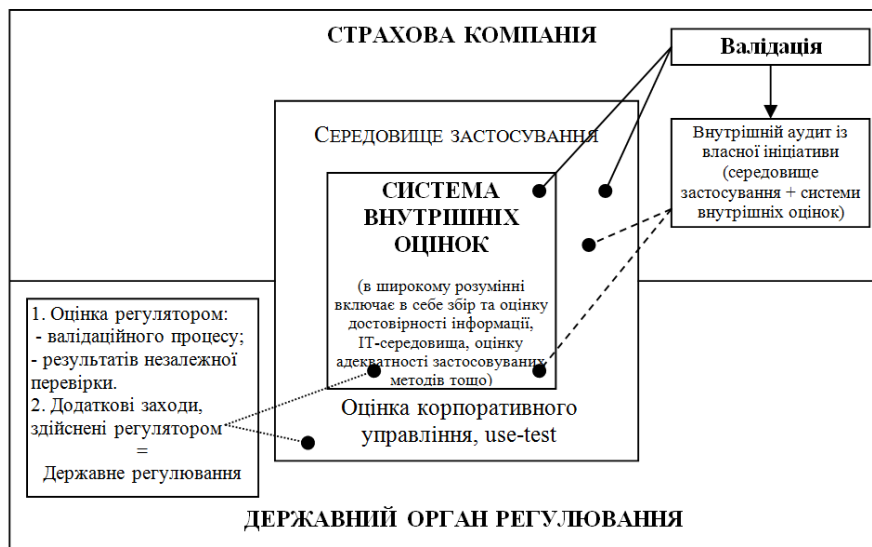 СТРАХОВА КОМПАНІЯ
Валідація
Внутрішній аудит із
власної ініціативи
(середовище
застосування + системи
внутрішніх оцінок)
СЕРЕДОВИЩЕ ЗАСТОСУВАННЯ
СИСТЕМА
ВНУТРІШНІХ
ОЦІНОК
(в широкому розумінні
включає в себе збір та оцінку
достовірності інформації,
ІТ-середовища, оцінку
адекватності застосовуваних
методів тощо)
Оцінка корпоративного
управління, use-test
1. Оцінка регулятором:
- валідаційного процесу;
- результатів незалежної
перевірки.
2. Додаткові заходи,
здійснені регулятором
=
Державне регулювання
ДЕРЖАВНИЙ ОРГАН РЕГУЛЮВАННЯ